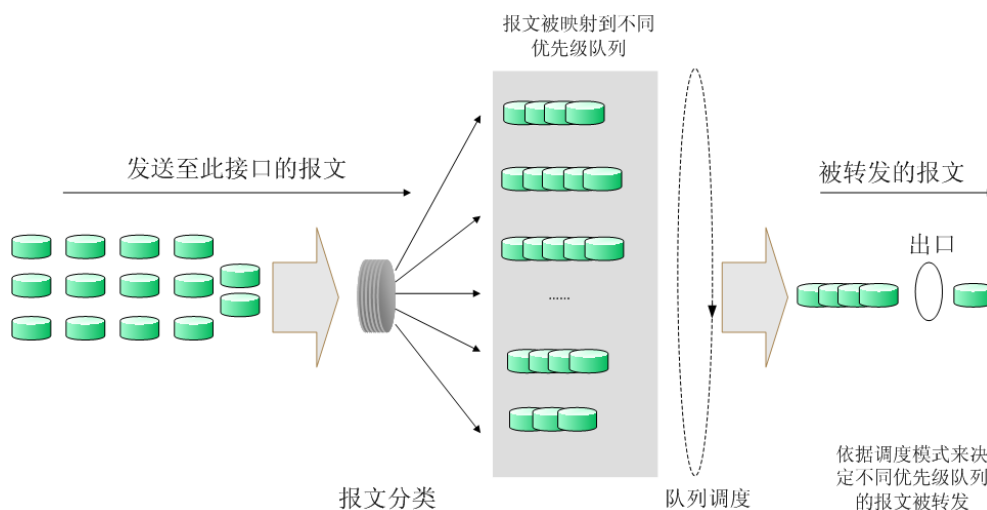 报文被映射到不同
优先级队列
发送至此接口的报文
被转发的报文
出口
......
报文分类
队列调度
依据调度模式来决
定不同优先级队列
的报文被转发